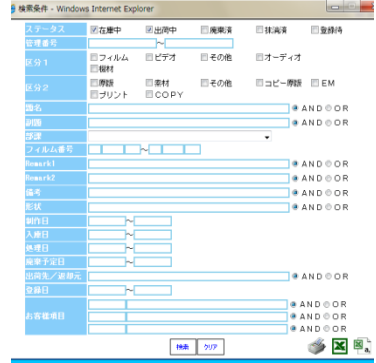 検索条件 - Windows Internet Explorer
ステータス 在庫中 出荷中 廃棄済 抹消済 登録待
管理番号 ～
区分1 フィルム ビデオ その他 オーディオ
機材
区分2 原版 素材 その他 コピー原版 EM
プリント COPY
題名 AND OR
副題 AND OR
部課
フィルム番号 ～
Remark1 AND OR
Remark2 AND OR
備考 AND OR
形状 AND OR
制作日 ～
入庫日 ～
処理日 ～
廃棄予定日 ～
出荷先／返却元 AND OR
登録日 ～
AND OR
お客様項目 AND OR
AND OR
検索 クリア